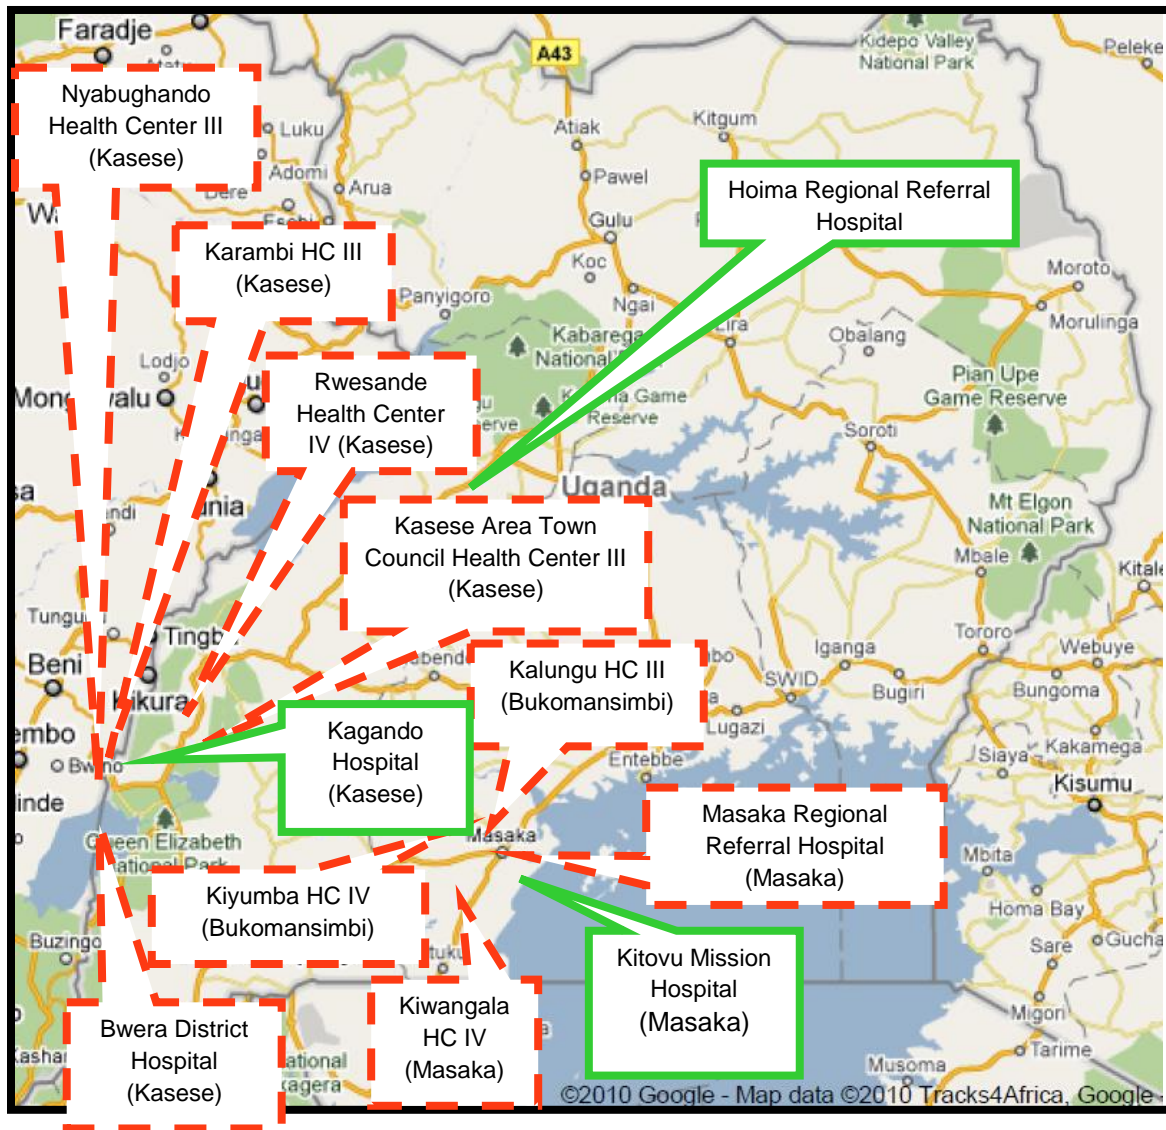 Faradje
A43
Kidepo Valley
National Park
Nyabughando
Health Center III
(Kasese)
Luku
Adomi
Arua
Atiak
Kitgum
Pawel
Hoima Regional Referral
Hospital
Gulu
Koc
Ngai
Karambi HC III
(Kasese)
Panyigoro
Moroto
Morulinga
Lira
Obalang
Kabarega
Lodjo
Rwesande
Health Center
IV (Kasese)
Game
Reserve
Pian Upe
Game Reserve
Soroti
Uganda
Kasese Area Town
Council Health Center III
(Kasese)
Mt Elgon
National Park
Mbale
Kitale
Tororo
Webuye
Bungoma
Beni
Kikura
Kalungu HC III
(Bukomansimbi)
Iganga
SWID
Bugiri
Lugazi
Kagando
Hospital
(Kasese)
Entebbe
Siaya
Kakamega
Kisumu
Masaka Regional
Referral Hospital
(Masaka)
Masaka
Queen Elizabeth
National Park
Mbita
Homa Bay
Kiyumba HC IV
(Bukomansimbi)
Buzingo
Kitovu Mission
Hospital
(Masaka)
Sare
Gucha
Kiwangala
HC IV
(Masaka)
Bwera District
Hospital
(Kasese)
Migori
Tarime
Musoma
©2010 Google - Map data ©2010 Tracks4Africa, Google -